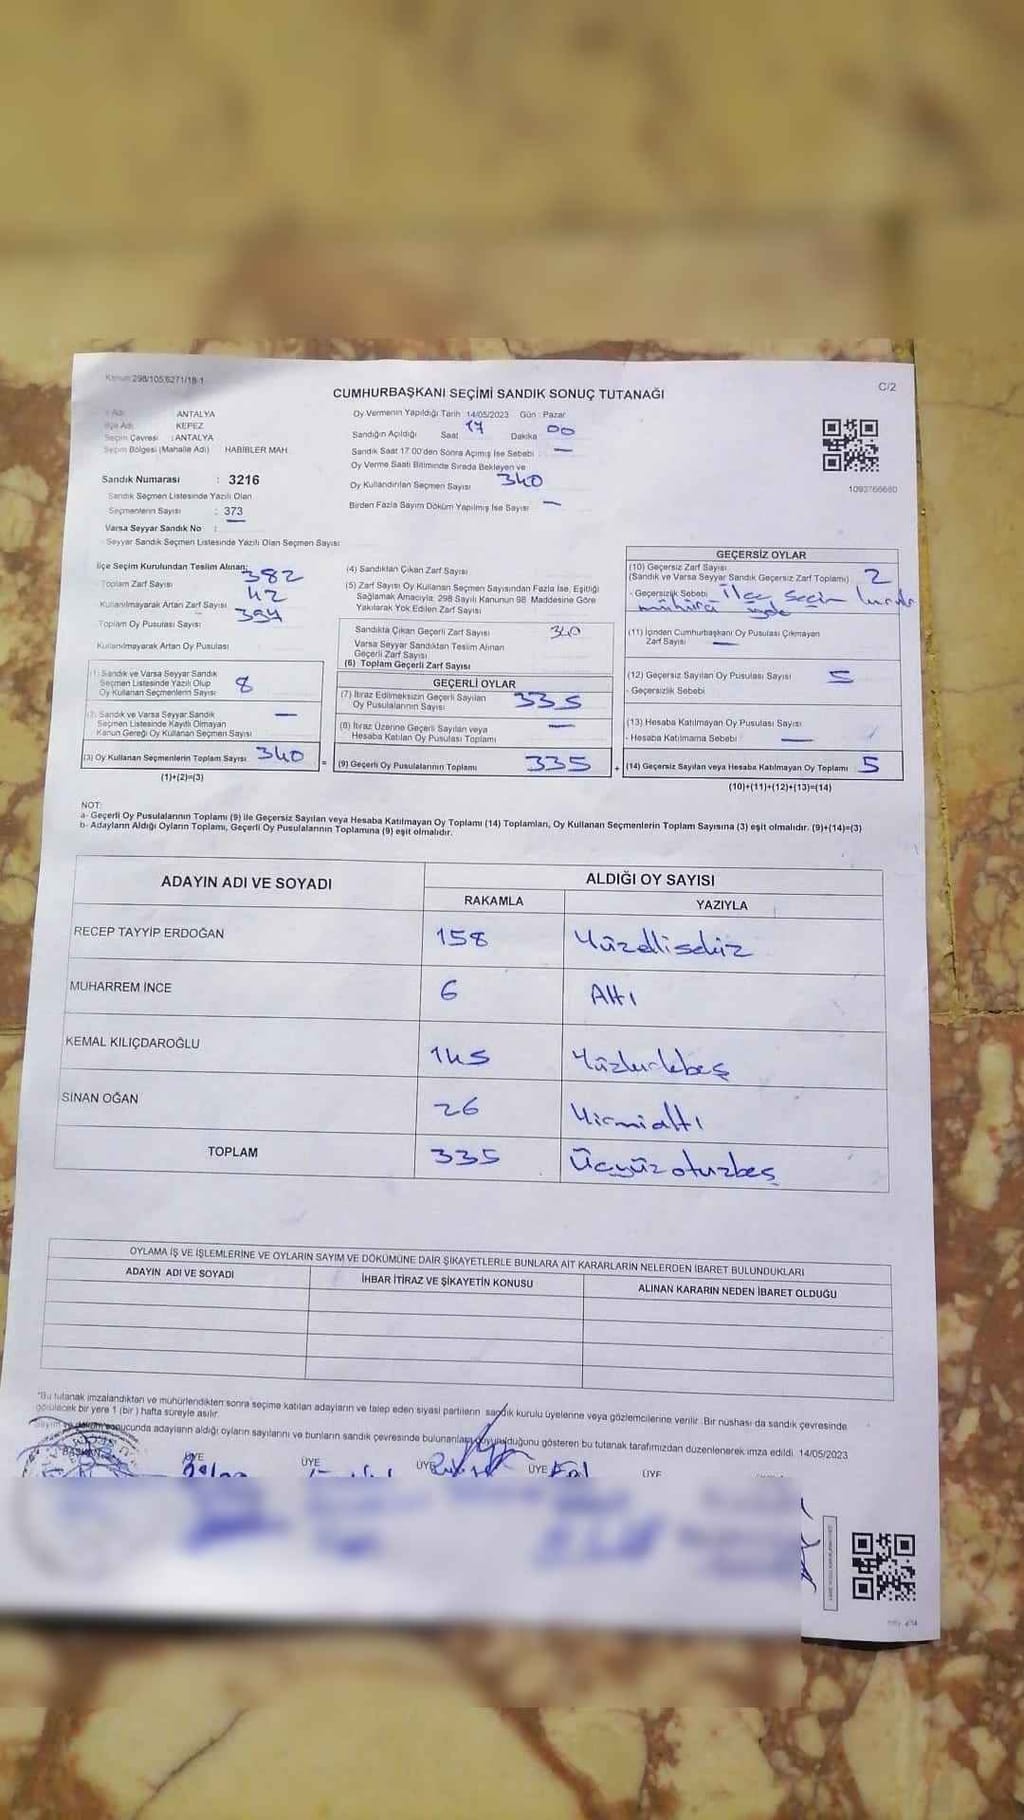 Kanun 298/105,6271/18-1
C/2
CUMHURBAŞKANI SEÇİMİ SANDIK SONUÇ TUTANAĞI
İl Adı ANTALYA
İlçe Adı KEPEZ
Seçim Çevresi : ANTALYA
Seçim Bölgesi (Mahalle Adı) HABİBLER MAH.
Sandık Numarası : 3216
Sandık Seçmen Listesinde Yazılı Olan
Seçmenlerin Sayısı : 373
Varsa Seyyar Sandık No :
Seyyar Sandık Seçmen Listesinde Yazılı Olan Seçmen Sayısı:
Oy Vermenin Yapıldığı Tarih 14/05/2023 Gün : Pazar
Sandığın Açıldığı Saat 17 Dakika 00
Sandık Saat 17:00'den Sonra Açımış İse Sebebi : —
Oy Verme Saati Bitiminde Sırada Bekleyen ve
Oy Kullandırılan Seçmen Sayısı 340
Birden Fazla Sayım Döküm Yapılmış İse Sayısı —
1093766680
İlçe Seçim Kurulundan Teslim Alınan:
Toplam Zarf Sayısı 382
Kullanılmayarak Artan Zarf Sayısı 42
Toplam Oy Pusulası Sayısı 394
Kullanılmayarak Artan Oy Pusulası
(1) Sandık ve Varsa Seyyar Sandık
Seçmen Listesinde Yazılı Olup
Oy Kullanan Seçmenlerin Sayısı 8
(2) Sandık ve Varsa Seyyar Sandık
Seçmen Listesinde Kayıtlı Olmayan
Kanun Gereği Oy Kullanan Seçmen Sayısı —
(3) Oy Kullanan Seçmenlerin Toplam Sayısı 340
(1)+(2)=(3)
(4) Sandıktan Çıkan Zarf Sayısı
(5) Zarf Sayısı Oy Kullanan Seçmen Sayısından Fazla İse, Eşitliği
Sağlamak Amacıyla; 298 Sayılı Kanunun 98. Maddesine Göre
Yakılarak Yok Edilen Zarf Sayısı
Sandıkta Çıkan Geçerli Zarf Sayısı 340
Varsa Seyyar Sandıktan Teslim Alınan
Geçerli Zarf Sayısı
(6) Toplam Geçerli Zarf Sayısı
GEÇERLİ OYLAR
(7) İtiraz Edilmeksizin Geçerli Sayılan
Oy Pusulalarının Sayısı 335
(8) İtiraz Üzerine Geçerli Sayılan veya
Hesaba Katılan Oy Pusulası Toplamı —
= (9) Geçerli Oy Pusulalarının Toplamı 335
GEÇERSİZ OYLAR
(10) Geçersiz Zarf Sayısı
(Sandık ve Varsa Seyyar Sandık Geçersiz Zarf Toplamı) 2
- Geçersizlik Sebebi İlçe Seçim
mühürü
(11) İçinden Cumhurbaşkanı Oy Pusulası Çıkmayan
Zarf Sayısı —
(12) Geçersiz Sayılan Oy Pusulası Sayısı 5
- Geçersizlik Sebebi
(13) Hesaba Katılmayan Oy Pusulası Sayısı
- Hesaba Katılmama Sebebi —
+ (14) Geçersiz Sayılan veya Hesaba Katılmayan Oy Toplamı 5
(10)+(11)+(12)+(13)=(14)
NOT:
a- Geçerli Oy Pusulalarının Toplamı (9) ile Geçersiz Sayılan veya Hesaba Katılmayan Oy Toplamı (14) Toplamları, Oy Kullanan Seçmenlerin Toplam Sayısına (3) eşit olmalıdır. (9)+(14)=(3)
b- Adayların Aldığı Oyların Toplamı, Geçerli Oy Pusulalarının Toplamına (9) eşit olmalıdır.
ADAYIN ADI VE SOYADI ALDIĞI OY SAYISI
RAKAMLA YAZIYLA
RECEP TAYYİP ERDOĞAN 158 Yüzellisekiz
MUHARREM İNCE 6 Altı
KEMAL KILIÇDAROĞLU 145 Yüzkırkbeş
SİNAN OĞAN 26 Yirmialtı
TOPLAM 335 Üçyüzotuzbeş
OYLAMA İŞ VE İŞLEMLERİNE VE OYLARIN SAYIM VE DÖKÜMÜNE DAİR ŞİKAYETLERLE BUNLARA AİT KARARLARIN NELERDEN İBARET BULUNDUKLARI
ADAYIN ADI VE SOYADI İHBAR İTİRAZ VE ŞİKAYETİN KONUSU ALINAN KARARIN NEDEN İBARET OLDUĞU
"Bu tutanak imzalandıktan ve mühürlendikten sonra seçime katılan adayların ve talep eden siyasi partilerin sandık kurulu üyelerine veya gözlemcilerine verilir. Bir nüshası da sandık çevresinde
görülecek bir yere 1 (bir) hafta süreyle asılır.
Sayım ve döküm sonucunda adayların aldığı oyların sayılarını ve bunların sandık çevresinde bulunanlara duyurulduğunu gösteren bu tutanak tarafımızdan düzenlenerek imza edildi. 14/05/2023
BAŞKAN ÜYE ÜYE ÜYE ÜYE ÜYE